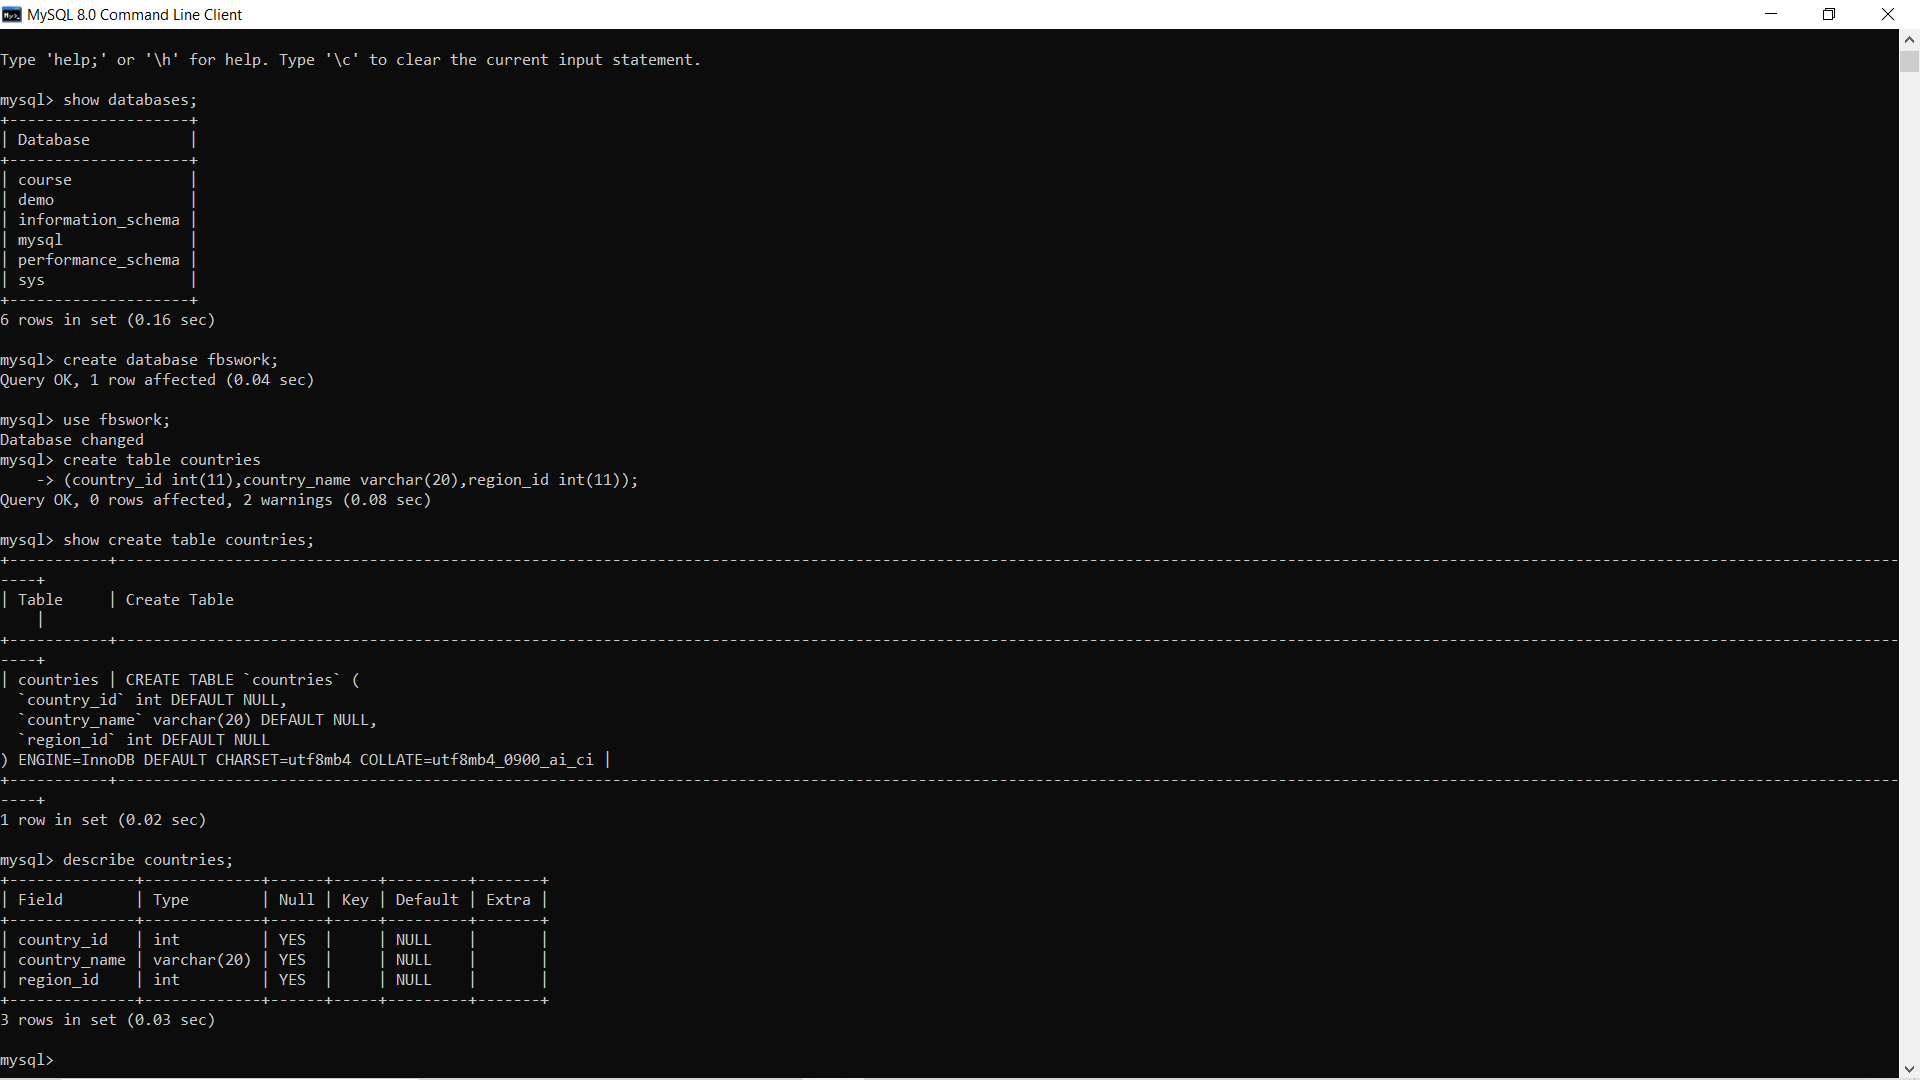 MySQL 8.0 Command Line Client
Type 'help;' or '\h' for help. Type '\c' to clear the current input statement.
mysql> show databases;
+--------------------+
| Database           |
+--------------------+
| course             |
| demo               |
| information_schema |
| mysql              |
| performance_schema |
| sys                |
+--------------------+
6 rows in set (0.16 sec)
mysql> create database fbswork;
Query OK, 1 row affected (0.04 sec)
mysql> use fbswork;
Database changed
mysql> create table countries
    -> (country_id int(11),country_name varchar(20),region_id int(11));
Query OK, 0 rows affected, 2 warnings (0.08 sec)
mysql> show create table countries;
| Table     | Create Table
    |
| countries | CREATE TABLE `countries` (
  `country_id` int DEFAULT NULL,
  `country_name` varchar(20) DEFAULT NULL,
  `region_id` int DEFAULT NULL
) ENGINE=InnoDB DEFAULT CHARSET=utf8mb4 COLLATE=utf8mb4_0900_ai_ci |
1 row in set (0.02 sec)
mysql> describe countries;
+--------------+-------------+------+-----+---------+-------+
| Field        | Type        | Null | Key | Default | Extra |
+--------------+-------------+------+-----+---------+-------+
| country_id   | int         | YES  |     | NULL    |       |
| country_name | varchar(20) | YES  |     | NULL    |       |
| region_id    | int         | YES  |     | NULL    |       |
+--------------+-------------+------+-----+---------+-------+
3 rows in set (0.03 sec)
mysql>